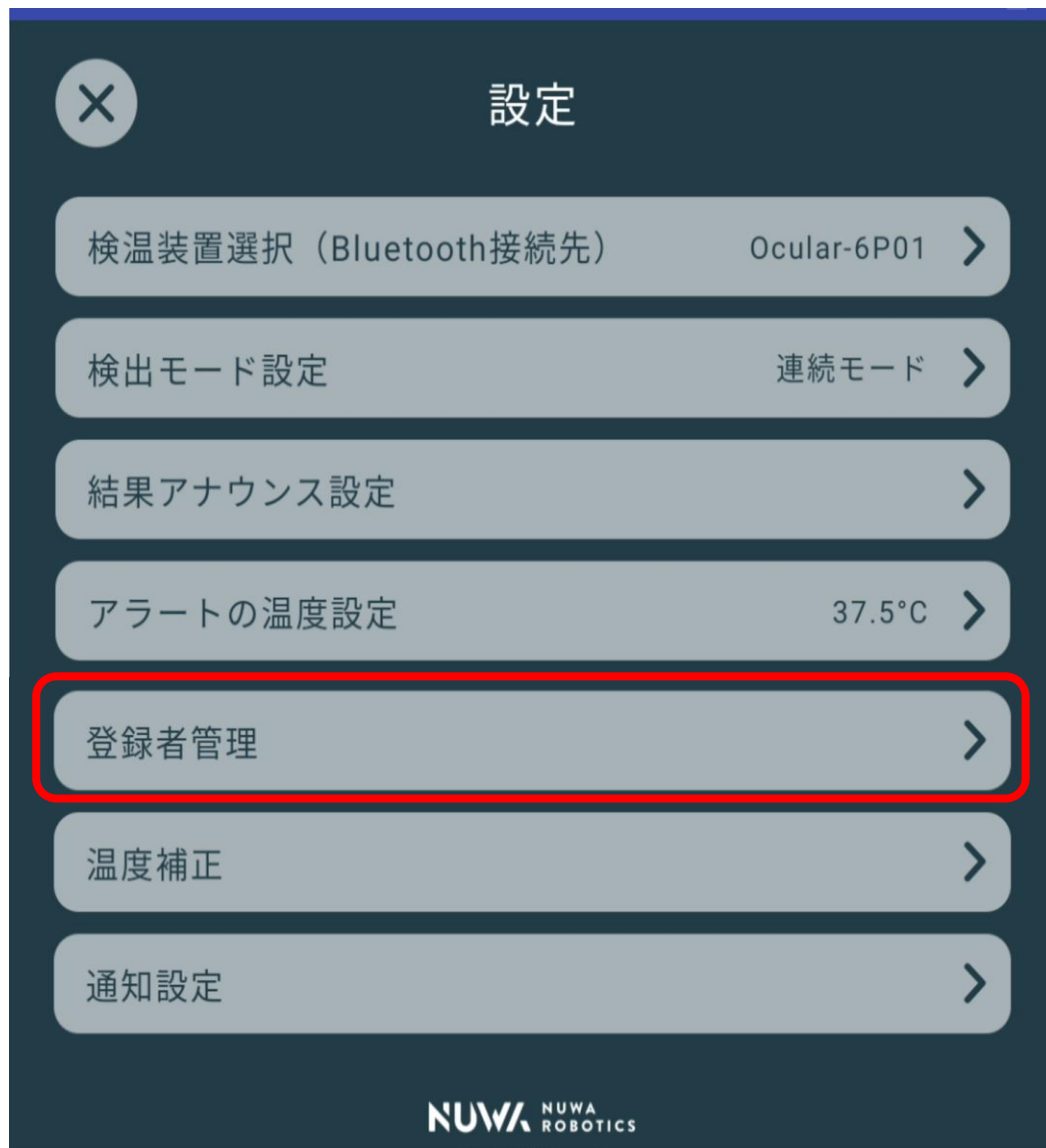 設定
検温装置選択（Bluetooth接続先） Ocular-6P01
検出モード設定 連続モード
結果アナウンス設定
アラートの温度設定 37.5°C
登録者管理
温度補正
通知設定
NUWA NUWA
ROBOTICS